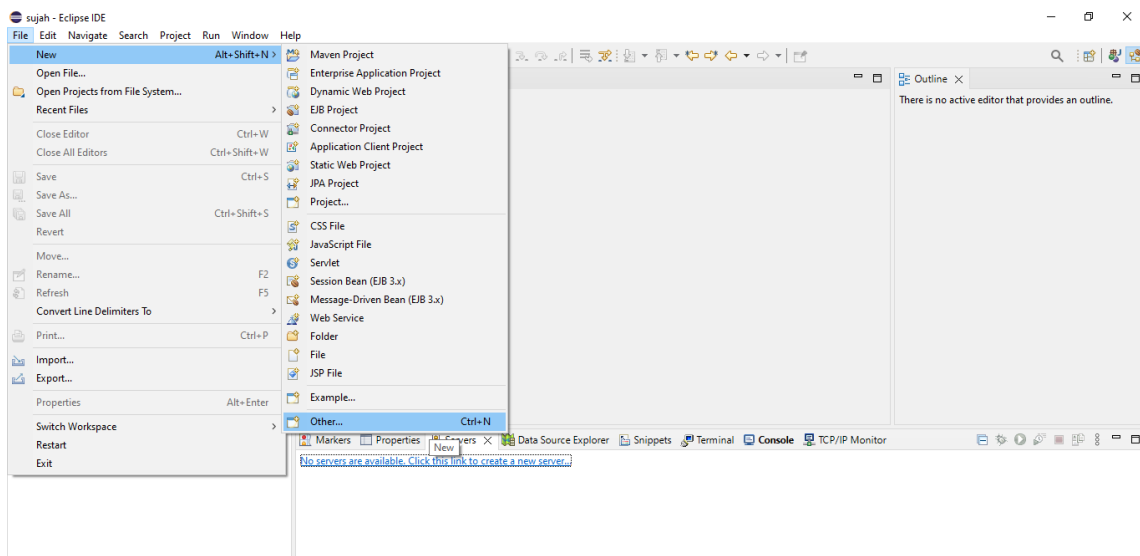 sujah - Eclipse IDE
File Edit Navigate Search Project Run Window Help
New Alt+Shift+N >
Open File...
Open Projects from File System...
Recent Files >
Close Editor Ctrl+W
Close All Editors Ctrl+Shift+W
Save Ctrl+S
Save As...
Save All Ctrl+Shift+S
Revert
Move...
Rename... F2
Refresh F5
Convert Line Delimiters To >
Print... Ctrl+P
Import...
Export...
Properties Alt+Enter
Switch Workspace >
Restart
Exit
Maven Project
Enterprise Application Project
Dynamic Web Project
EJB Project
Connector Project
Application Client Project
Static Web Project
JPA Project
Project...
CSS File
JavaScript File
Servlet
Session Bean (EJB 3.x)
Message-Driven Bean (EJB 3.x)
Web Service
Folder
File
JSP File
Example...
Other... Ctrl+N
New
Outline
There is no active editor that provides an outline.
Markers Properties Servers Data Source Explorer Snippets Terminal Console TCP/IP Monitor
No servers are available. Click this link to create a new server...